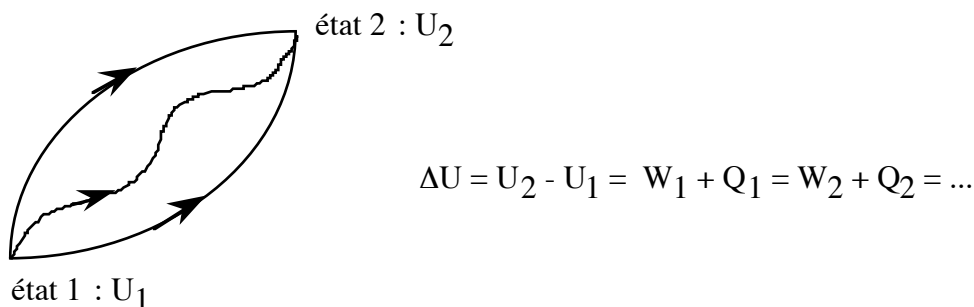 état 2 : U2
ΔU = U2 - U1 = W1 + Q1 = W2 + Q2 = ...
état 1 : U1